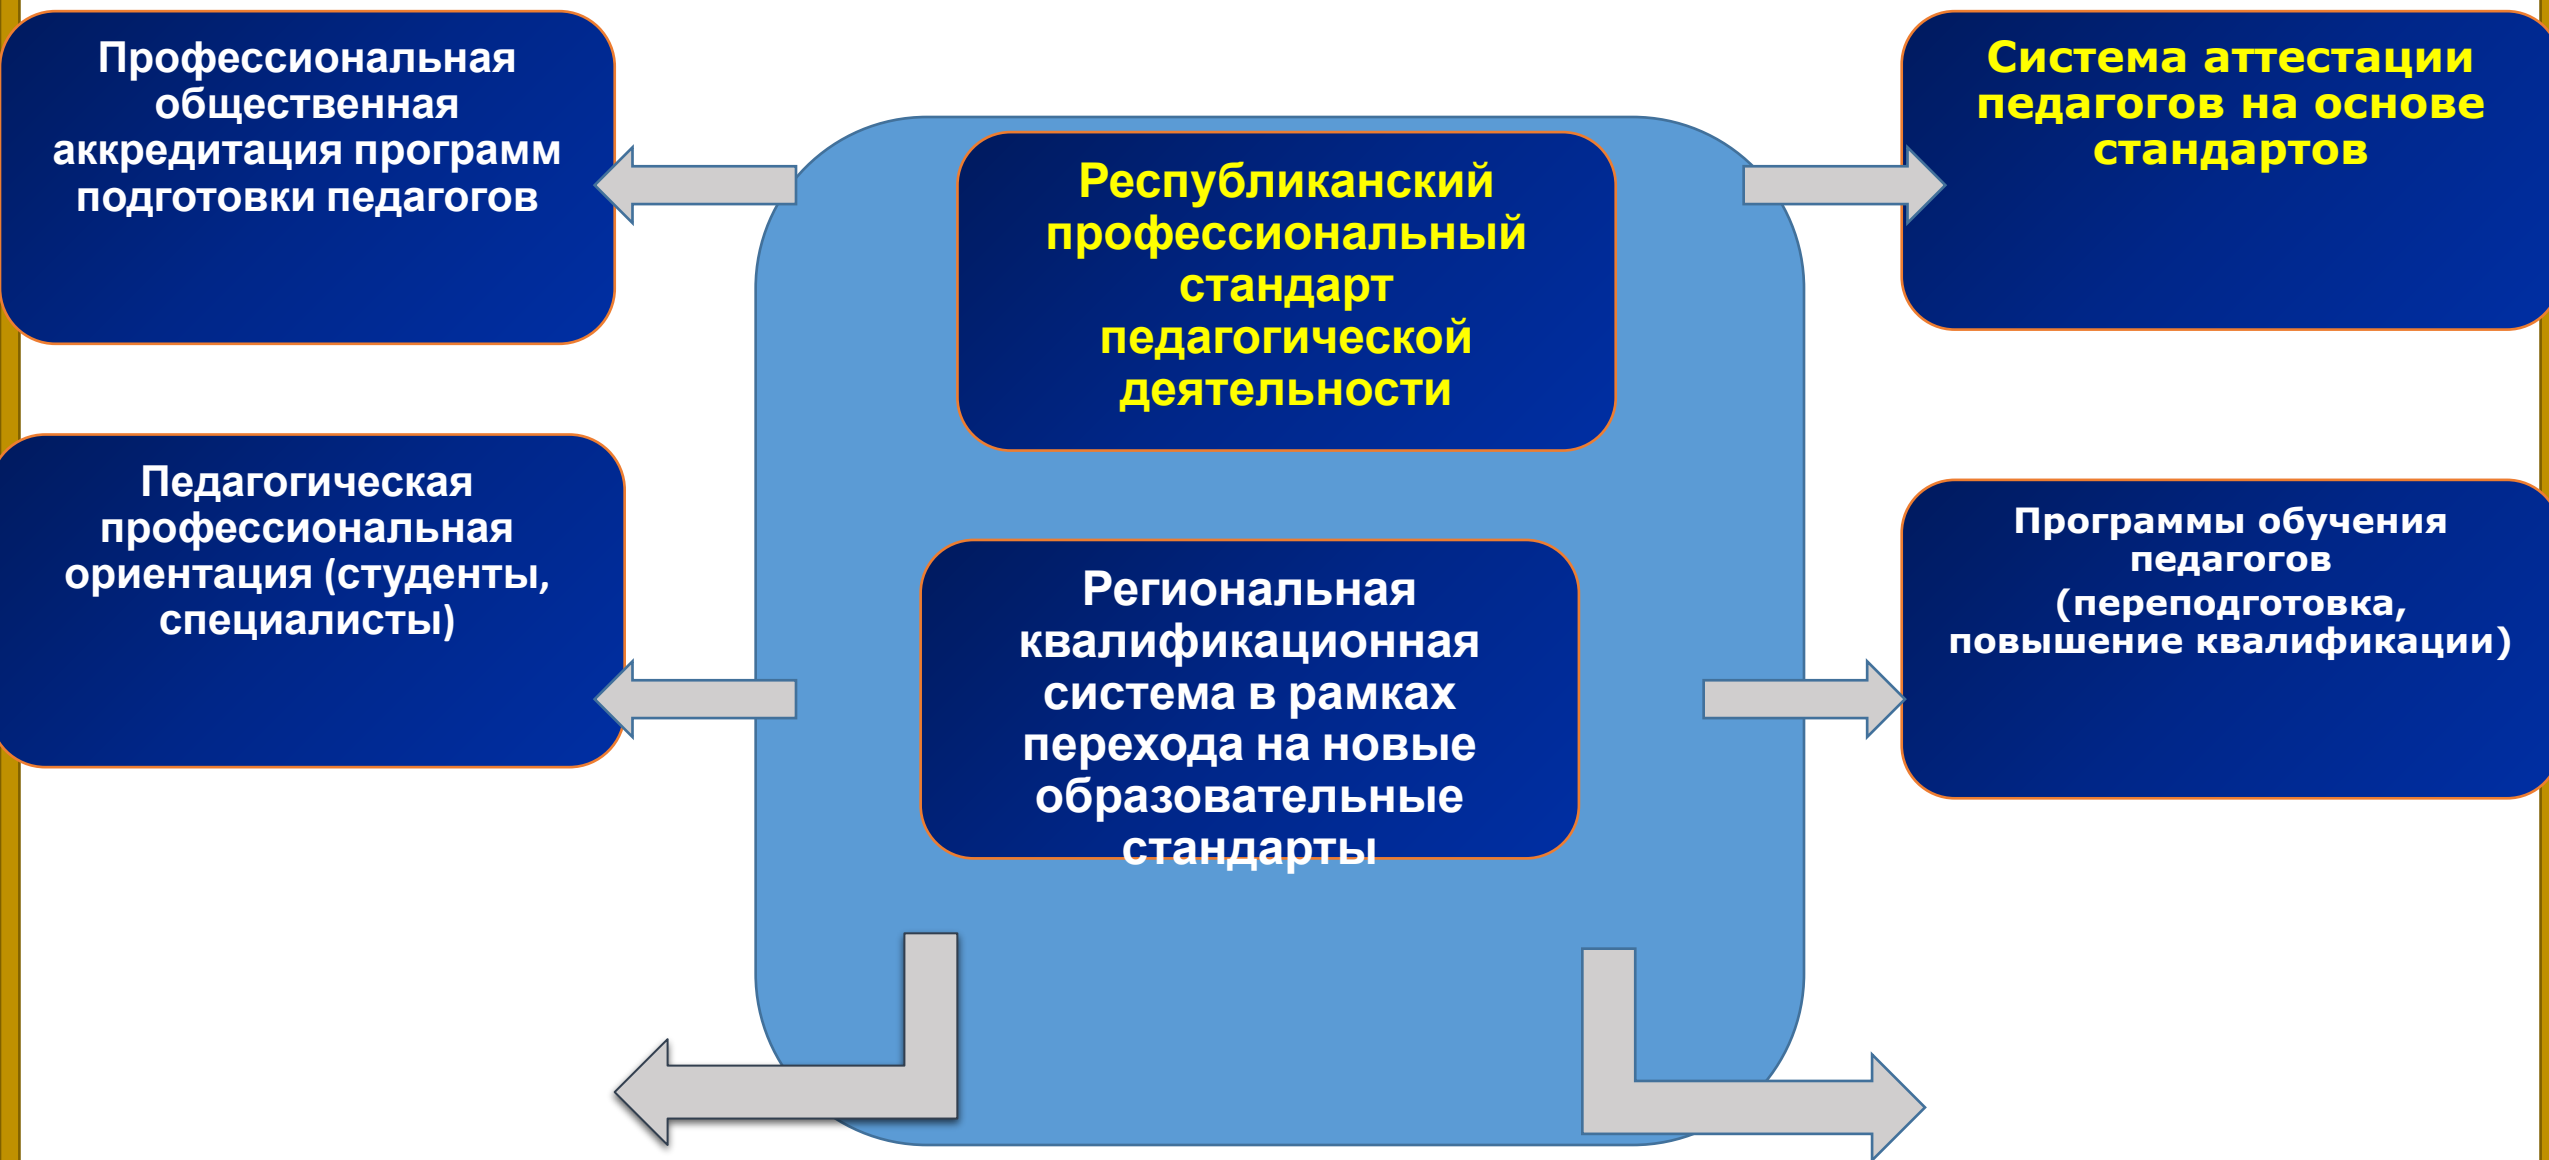 Профессиональная
общественная
аккредитация программ
подготовки педагогов
Республиканский
профессиональный
стандарт
педагогической
деятельности
Система аттестации
педагогов на основе
стандартов
Педагогическая
профессиональная
ориентация (студенты,
специалисты)
Региональная
квалификационная
система в рамках
перехода на новые
образовательные
стандарты
Программы обучения
педагогов
(переподготовка,
повышение квалификации)